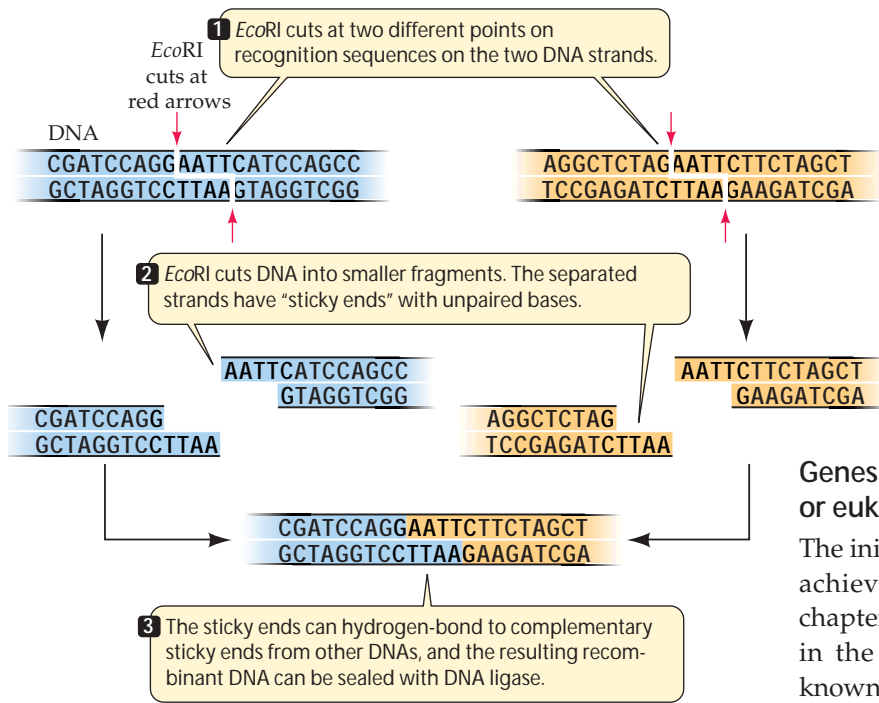 1 EcoRI cuts at two different points on
recognition sequences on the two DNA strands.
EcoRI
cuts at
red arrows
DNA
CGATCCAGGAATTCATCCAGCC
GCTAGGTCCTTAAGTAGGTCGG
AGGCTCTAGAATTCTTCTAGCT
TCCGAGATCTTAAGAAGATCGA
2 EcoRI cuts DNA into smaller fragments. The separated
strands have “sticky ends” with unpaired bases.
AATTCATCCAGCC
GTAGGTCGG
CGATCCAGG
GCTAGGTCCTTAA
AGGCTCTAG
TCCGAGATCTTAA
AATTCTTCTAGCT
GAAGATCGA
CGATCCAGGAATTCTTCTAGCT
GCTAGGTCCTTAAGAAGATCGA
3 The sticky ends can hydrogen-bond to complementary
sticky ends from other DNAs, and the resulting recom-
binant DNA can be sealed with DNA ligase.
Genes
or euk
The ini
achiev
chapter
in the
known